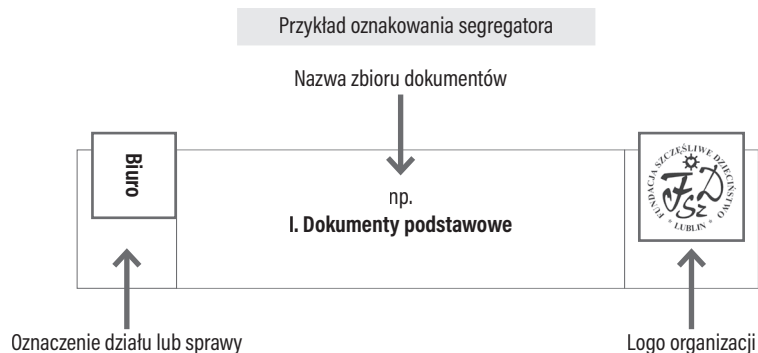 Przykład oznakowania segregatora
Nazwa zbioru dokumentów
Biuro
np.
I. Dokumenty podstawowe
FUNDACJA SZCZĘŚLIWE DZIECIŃSTWO
FSzD
LUBLIN
Oznaczenie działu lub sprawy
Logo organizacji